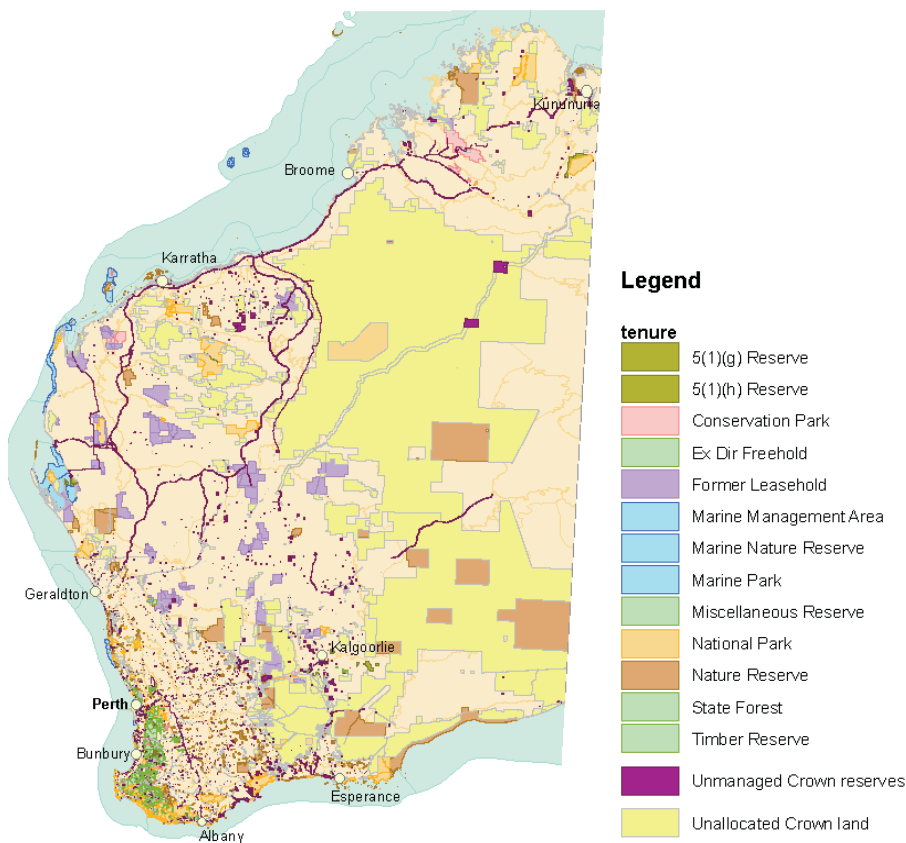 Kununurra
Broome
Karratha
Legend
tenure
5(1)(g) Reserve
5(1)(h) Reserve
Conservation Park
Ex Dir Freehold
Former Leasehold
Marine Management Area
Marine Nature Reserve
Marine Park
Geraldton
Miscellaneous Reserve
National Park
Kalgoorlie
Nature Reserve
Perth
State Forest
Timber Reserve
Bunbury
Unmanaged Crown reserves
Esperance
Unallocated Crown land
Albany